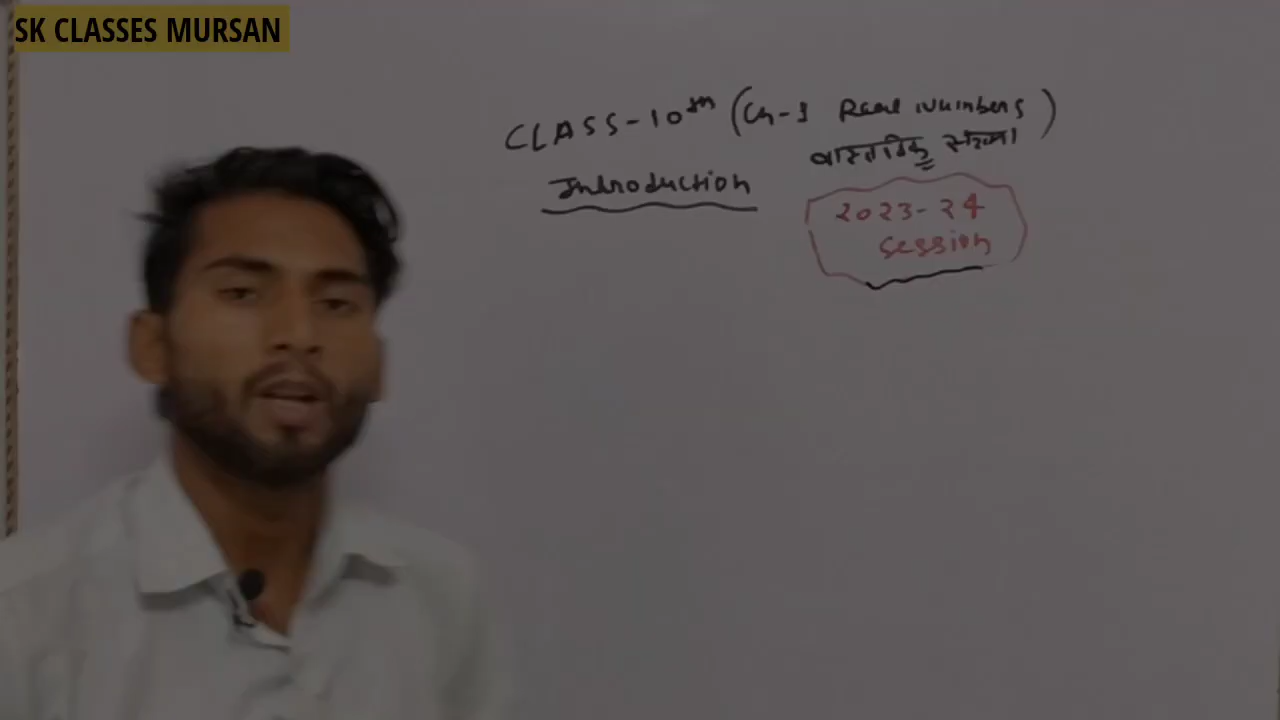 SK CLASSES MURSAN
CLASS-10th (Ch-1 Real Numbers)
वास्तविक संख्या
Introduction
2023-24
session